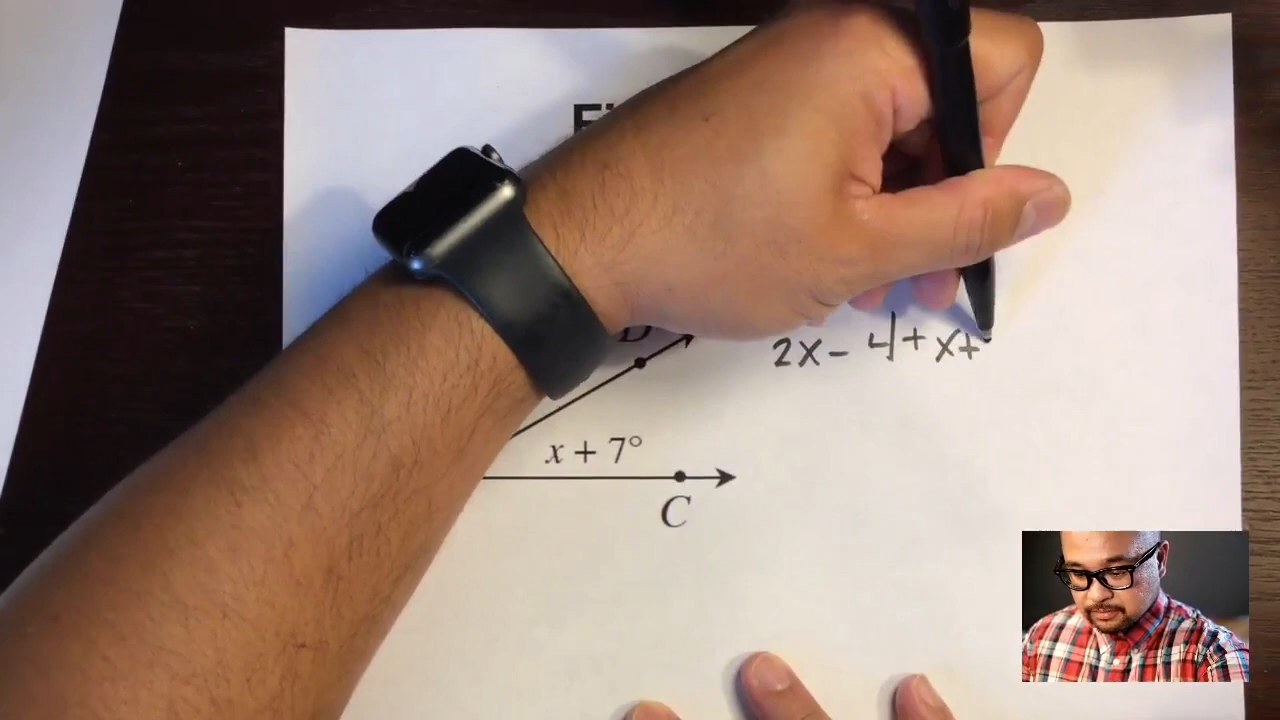 D
2x - 4 + x +
x + 7°
C